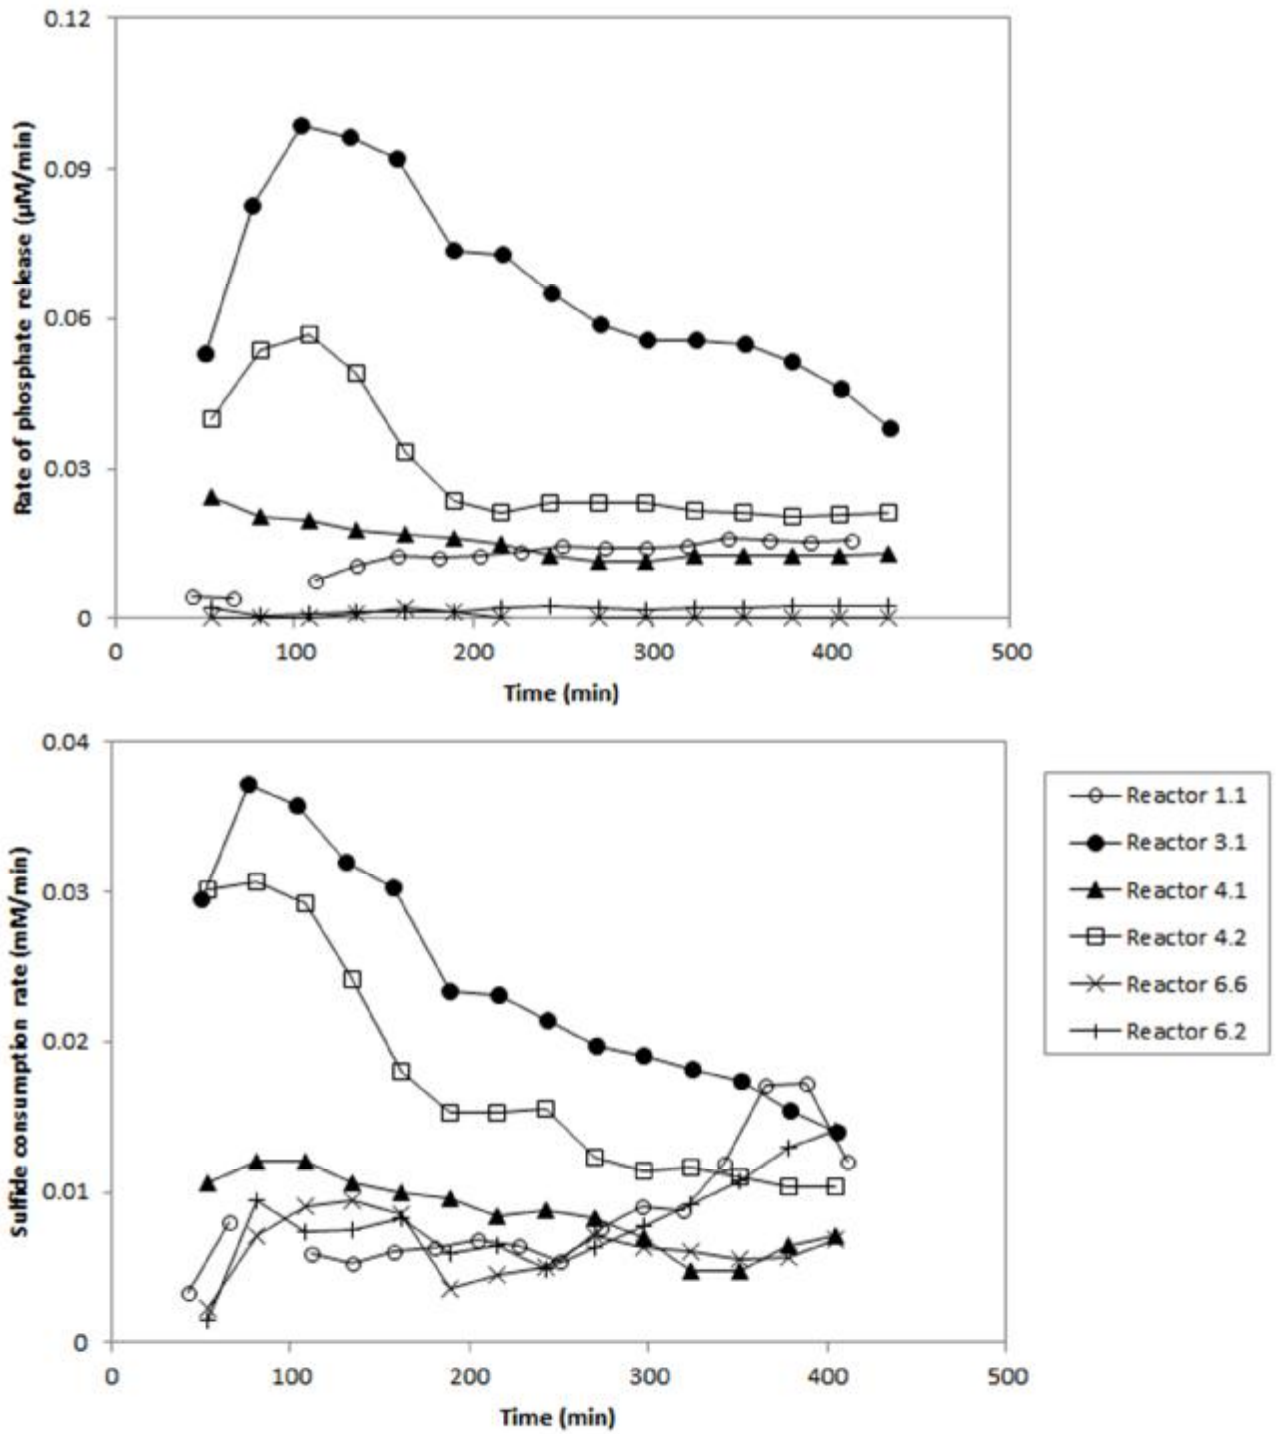 0.12
0.09
0.06
0.03
0
Rate of phosphate release (µM/min)
0 100 200 300 400 500
Time (min)
0.04
0.03
0.02
0.01
0
Sulfide consumption rate (mM/min)
0 100 200 300 400 500
Time (min)
Reactor 1.1
Reactor 3.1
Reactor 4.1
Reactor 4.2
Reactor 6.6
Reactor 6.2